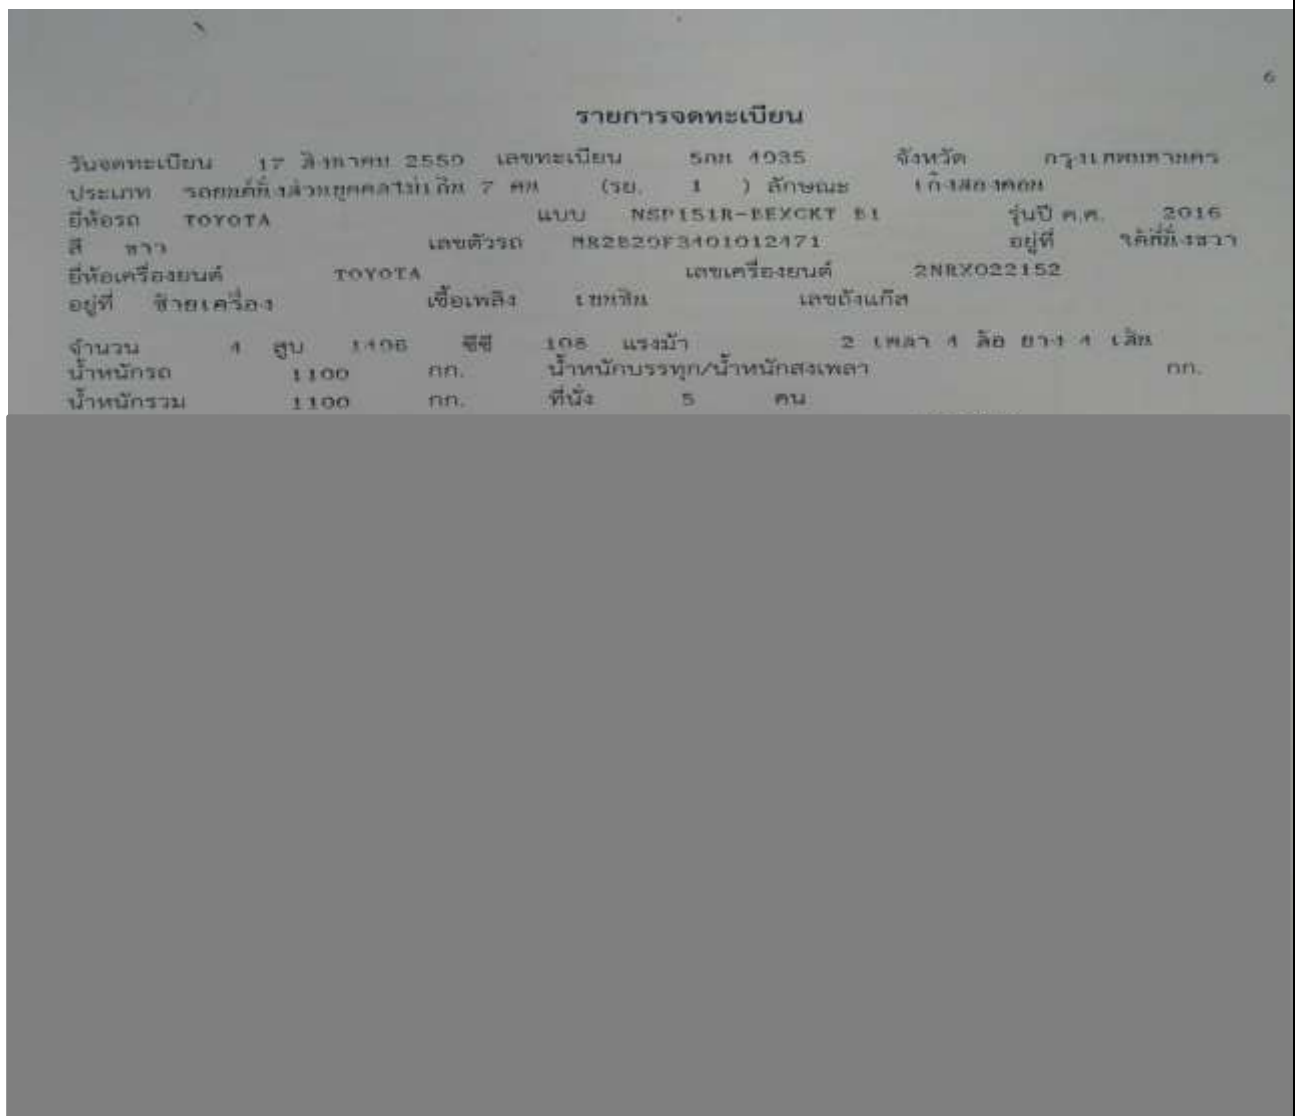 6
รายการจดทะเบียน
วันจดทะเบียน 17 สิงหาคม 2559 เลขทะเบียน 5กห 4935 จังหวัด กรุงเทพมหานคร
ประเภท รถยนต์นั่งส่วนบุคคลไม่เกิน 7 คน (รย. 1 ) ลักษณะ เก๋งสองตอน
ยี่ห้อรถ TOYOTA แบบ NSP151R-BEXGKT B1 รุ่นปี ค.ศ. 2016
สี ขาว เลขตัวรถ MR2B29F3401012471 อยู่ที่ ใต้ที่นั่งขวา
ยี่ห้อเครื่องยนต์ TOYOTA เลขเครื่องยนต์ 2NRX022152
อยู่ที่ ซ้ายเครื่อง เชื้อเพลิง เบนซิน เลขถังแก๊ส
จำนวน 4 สูบ 1496 ซีซี 108 แรงม้า 2 เพลา 4 ล้อ ยาง 4 เส้น
น้ำหนักรถ 1100 กก. น้ำหนักบรรทุก/น้ำหนักลงเพลา กก.
น้ำหนักรวม 1100 กก. ที่นั่ง 5 คน